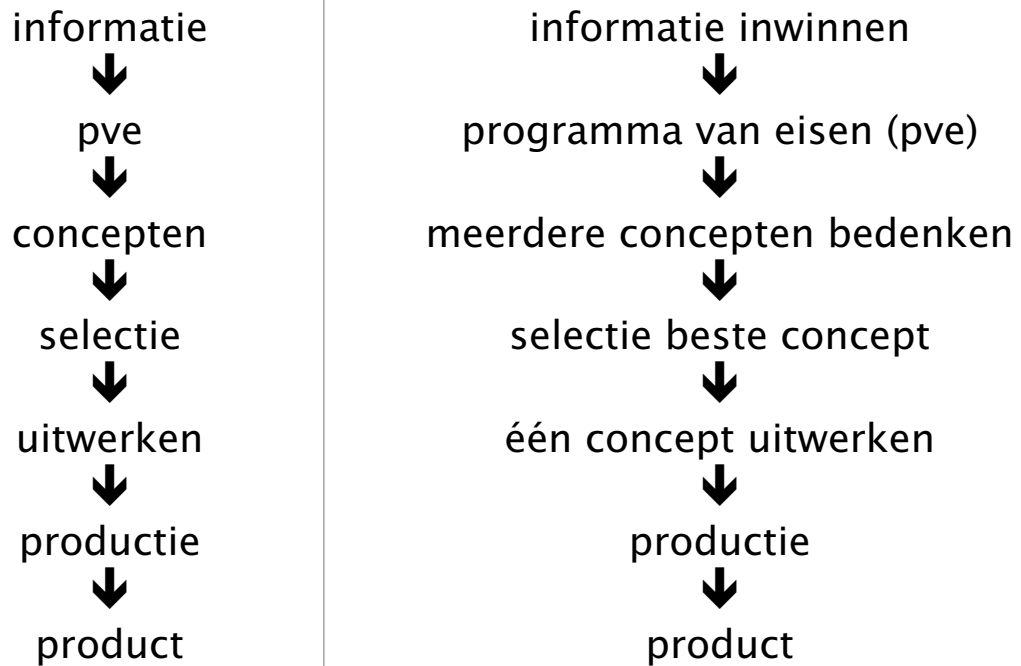 informatie
pve
concepten
selectie
uitwerken
productie
product
informatie inwinnen
programma van eisen (pve)
meerdere concepten bedenken
selectie beste concept
één concept uitwerken
productie
product